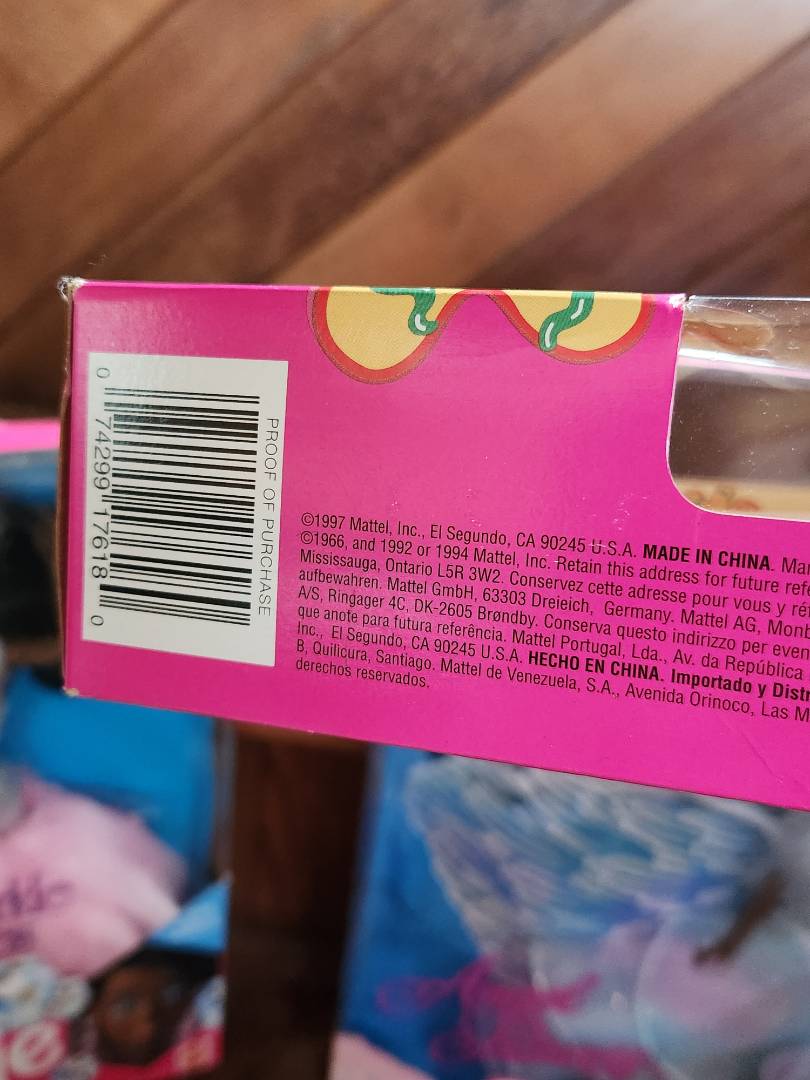 PROOF OF PURCHASE
0 74299 17618 0
©1997 Mattel, Inc., El Segundo, CA 90245 U.S.A. MADE IN CHINA.
©1966, and 1992 or 1994 Mattel, Inc. Retain this address for future
Mississauga, Ontario L5R 3W2. Conservez cette adresse pour vous y
aufbewahren. Mattel GmbH, 63303 Dreieich, Germany. Mattel AG,
A/S, Ringager 4C, DK-2605 Brøndby. Conserva questo indirizzo per
que anote para futura referência. Mattel Portugal, Lda., Av. da República
Inc., El Segundo, CA 90245 U.S.A. HECHO EN CHINA. Importado y
B, Quilicura, Santiago. Mattel de Venezuela, S.A., Avenida Orinoco, Las
derechos reservados.